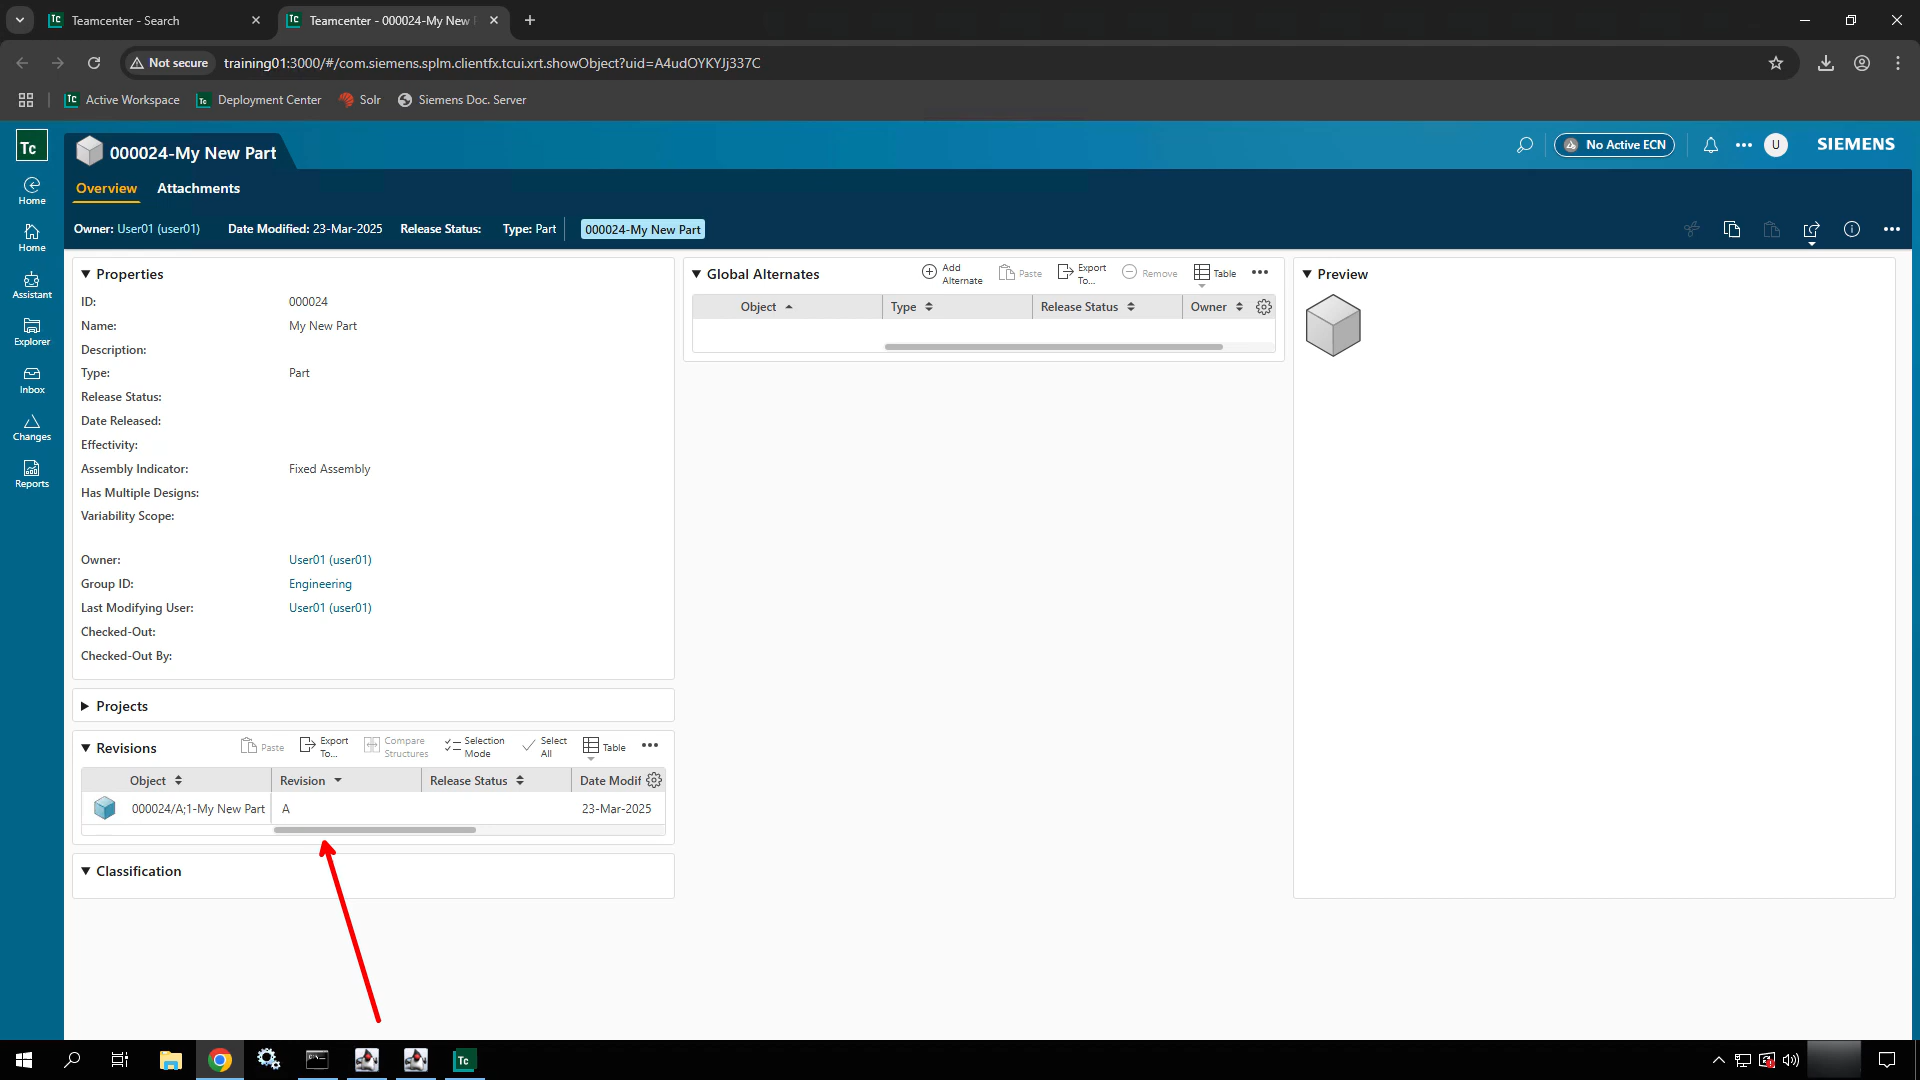 Teamcenter - Search
Teamcenter - 000024-My New
Not secure
training01:3000/#/com.siemens.splm.clientfx.tcui.xrt.showObject?uid=A4udOYKYJj337C
Active Workspace
Deployment Center
Solr
Siemens Doc. Server
Tc
000024-My New Part
No Active ECN
U
SIEMENS
Home
Home
Assistant
Explorer
Inbox
Changes
Reports
Overview
Attachments
Owner: User01 (user01)
Date Modified: 23-Mar-2025
Release Status:
Type: Part
000024-My New Part
Properties
ID: 000024
Name: My New Part
Description:
Type: Part
Release Status:
Date Released:
Effectivity:
Assembly Indicator: Fixed Assembly
Has Multiple Designs:
Variability Scope:
Owner: User01 (user01)
Group ID: Engineering
Last Modifying User: User01 (user01)
Checked-Out:
Checked-Out By:
Projects
Revisions
Paste
Export To...
Compare Structures
Selection Mode
Select All
Table
Object
Revision
Release Status
Date Modif
000024/A;1-My New Part
A
23-Mar-2025
Classification
Global Alternates
Add Alternate
Paste
Export To...
Remove
Table
Object
Type
Release Status
Owner
Preview
Tc